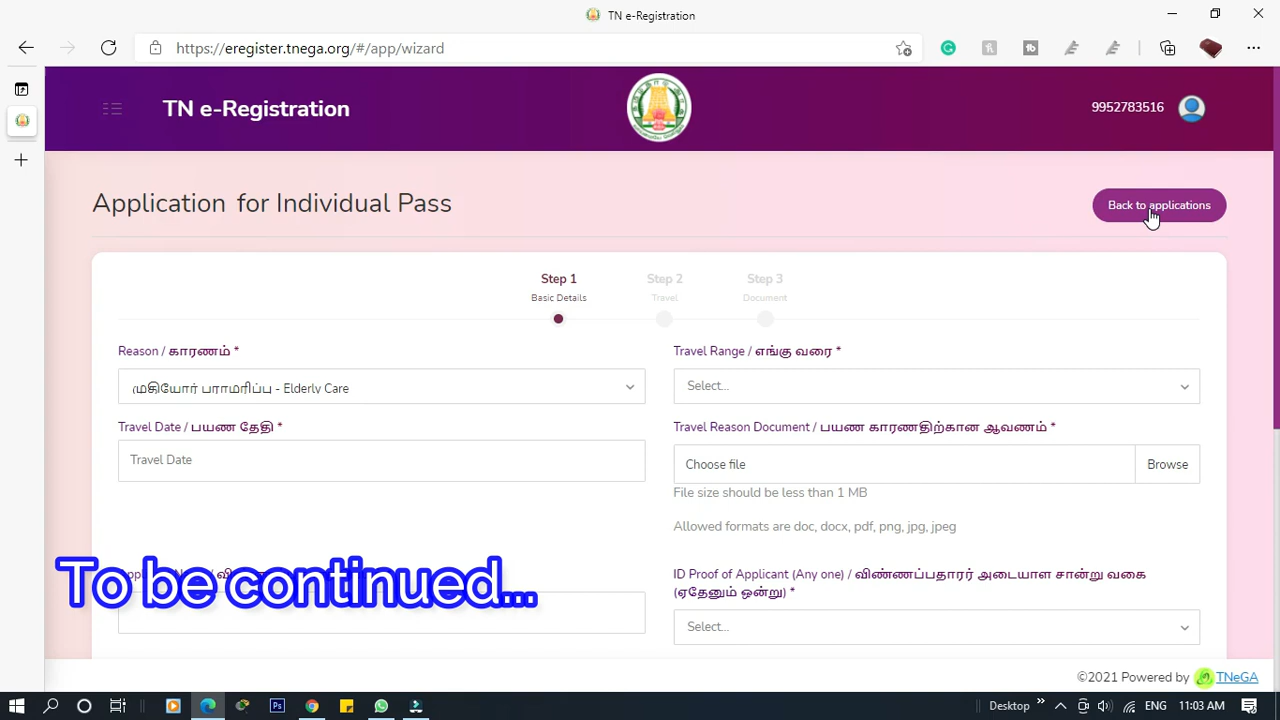 TN e-Registration
https://eregister.tnega.org/#/app/wizard
TN e-Registration
9952783516
Application for Individual Pass
Back to applications
Step 1
Basic Details
Step 2
Travel
Step 3
Document
Reason / காரணம் *
முதியோர் பராமரிப்பு - Elderly Care
Travel Range / எங்கு வரை *
Select...
Travel Date / பயண தேதி *
Travel Date
Travel Reason Document / பயண காரணதிற்கான ஆவணம் *
Choose file
Browse
File size should be less than 1 MB
Allowed formats are doc, docx, pdf, png, jpg, jpeg
To be continued...
ID Proof of Applicant (Any one) / விண்ணப்பதாரர் அடையாள சான்று வகை
(ஏதேனும் ஒன்று) *
Select...
©2021 Powered by TNeGA
Desktop
ENG
11:03 AM